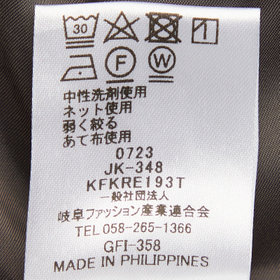 30
F W
中性洗剤使用
ネット使用
弱く絞る
あて布使用
0723
JK-348
KFKRE193T
一般社団法人
岐阜ファッション産業連合会
TEL 058-265-1366
GFI-358
MADE IN PHILIPPINES